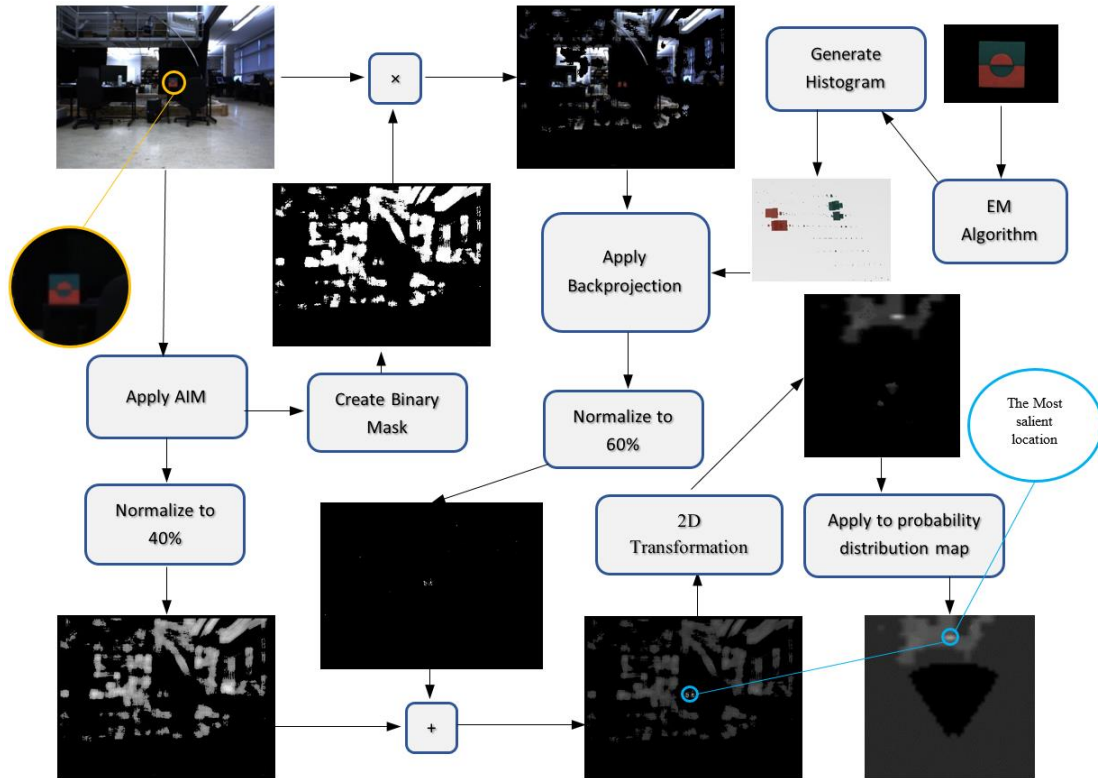 ×
Generate
Histogram
EM
Algorithm
Apply
Backprojection
Apply AIM
Create Binary
Mask
Normalize to
60%
The Most
salient
location
Normalize to
40%
2D
Transformation
Apply to probability
distribution map
+